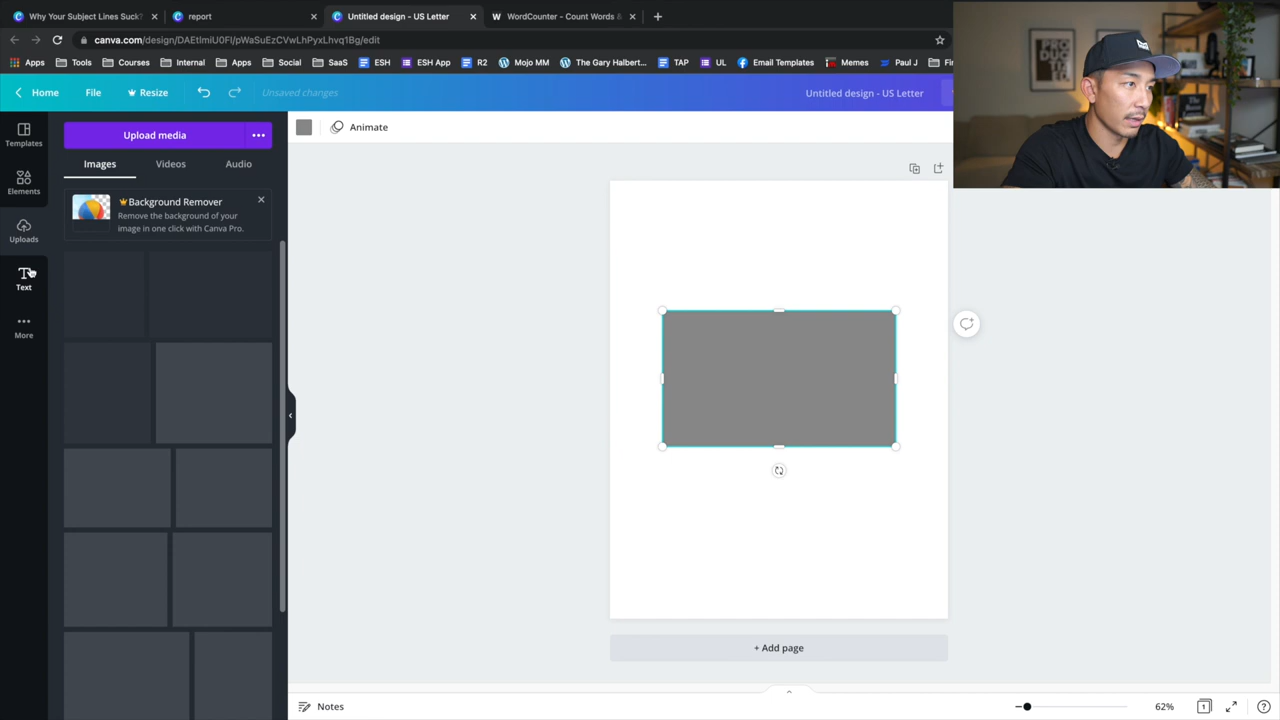 Why Your Subject Lines Suck?
report
Untitled design - US Letter
WordCounter - Count Words &
canva.com/design/DAEtImiU0FI/pWaSuEzCVwLhPyxLhvq1Bg/edit
Apps
Tools
Courses
Internal
Apps
Social
SaaS
ESH
ESH App
R2
Mojo MM
The Gary Halbert...
TAP
UL
Email Templates
Memes
Paul J
Fin
Home
File
Resize
Unsaved changes
Untitled design - US Letter
Templates
Elements
Uploads
Text
More
Upload media
Images
Videos
Audio
Background Remover
Remove the background of your
image in one click with Canva Pro.
Animate
+ Add page
Notes
62%
1